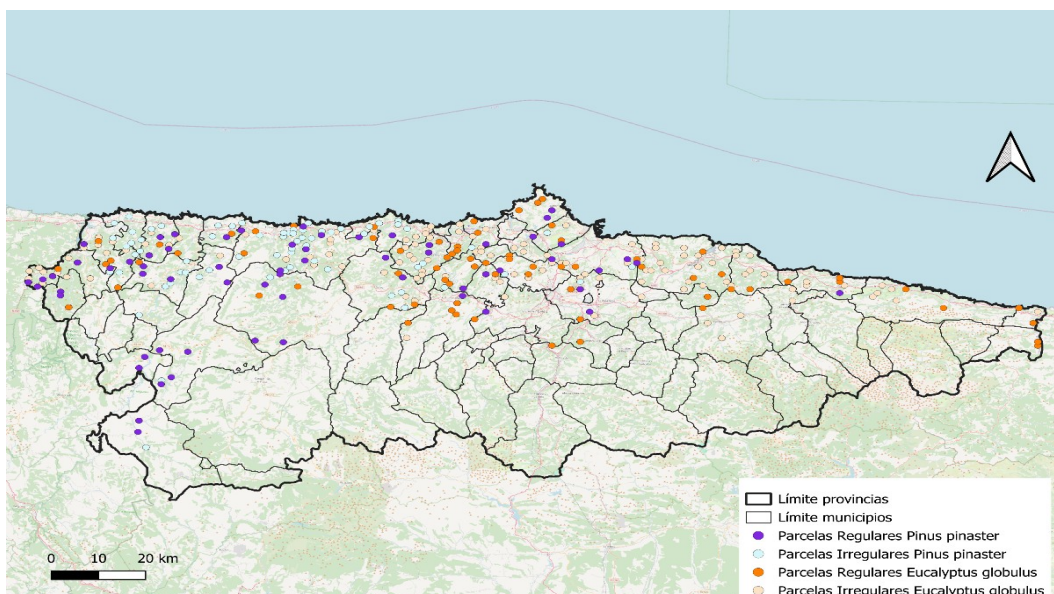 Límite provincias
Límite municipios
Parcelas Regulares Pinus pinaster
Parcelas Irregulares Pinus pinaster
Parcelas Regulares Eucalyptus globulus
Parcelas Irregulares Eucalyptus globulus
0 10 20 km